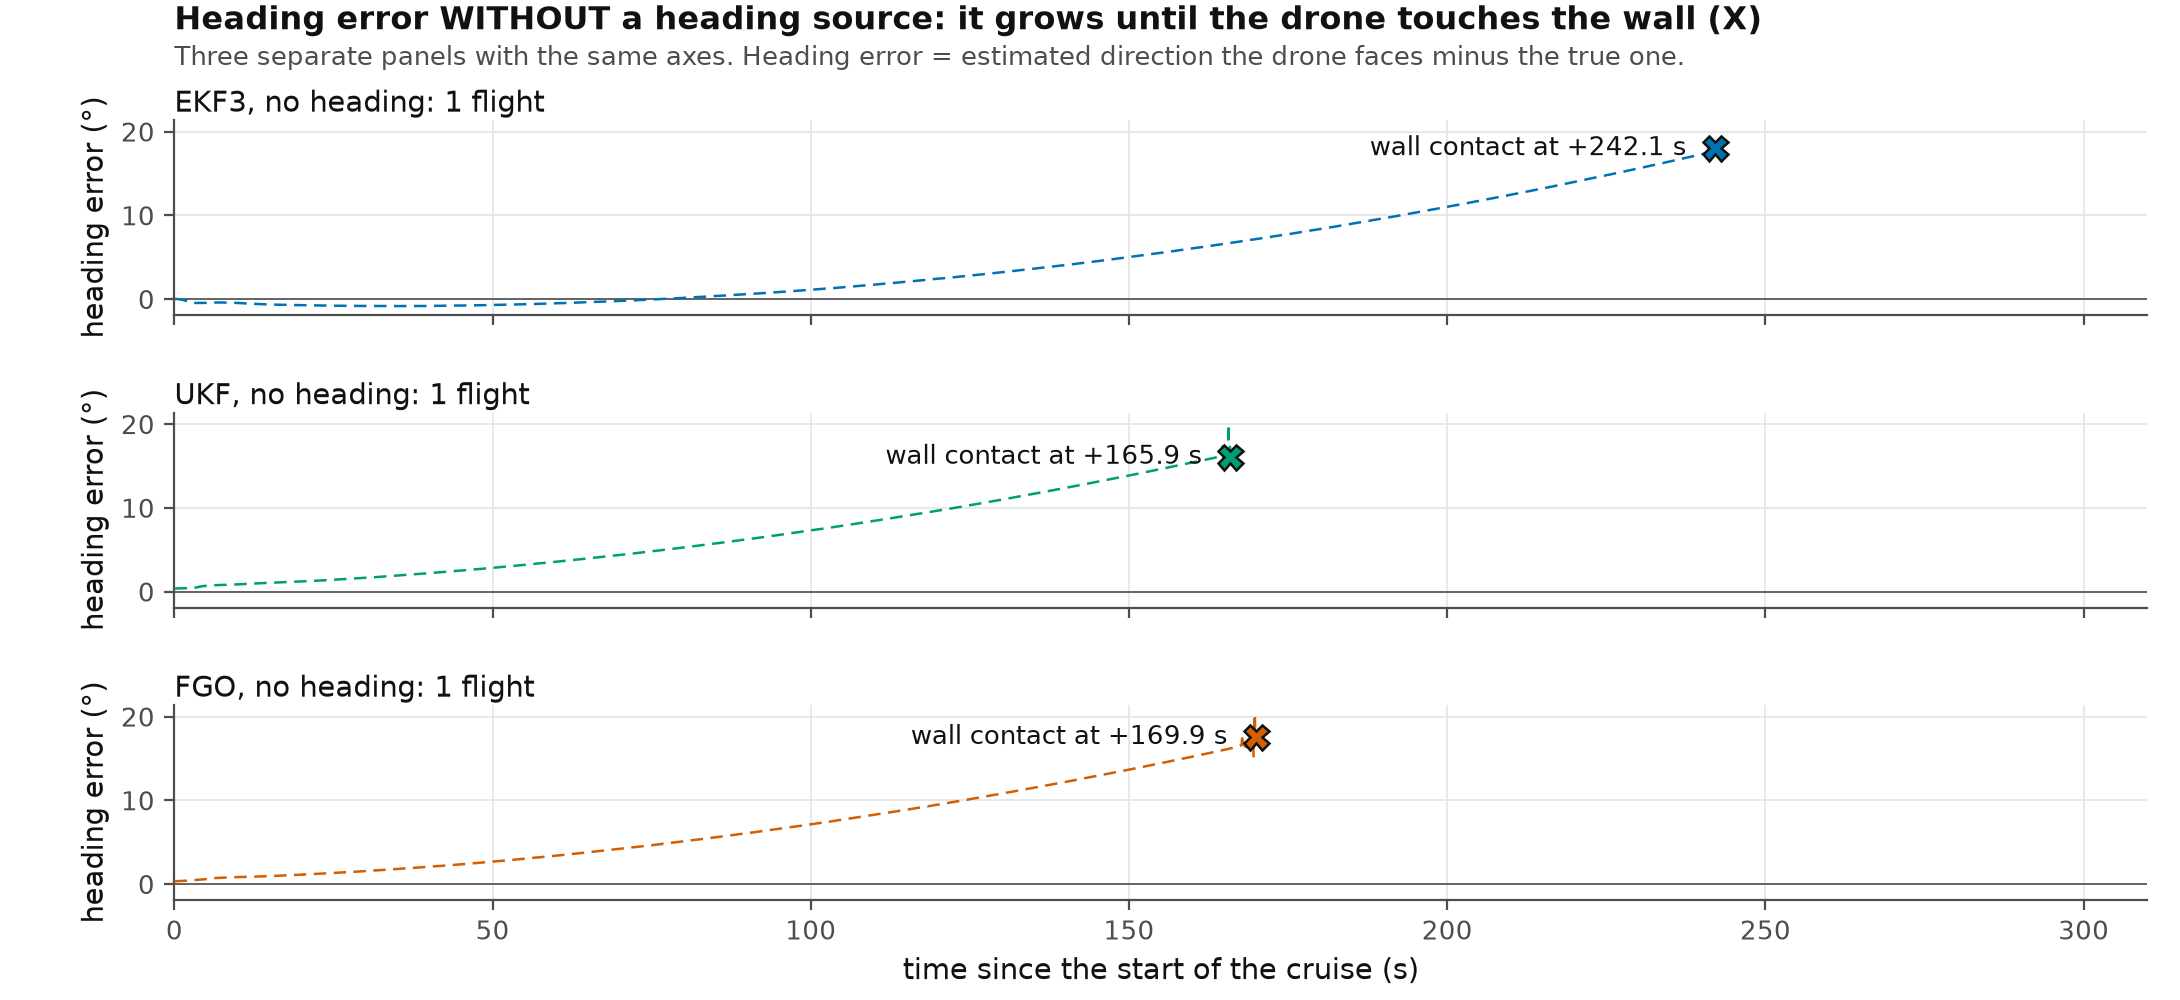 Heading error WITHOUT a heading source: it grows until the drone touches the wall (X)
Three separate panels with the same axes. Heading error = estimated direction the drone faces minus the true one.
EKF3, no heading: 1 flight
heading error (°)
20
10
0
wall contact at +242.1 s
UKF, no heading: 1 flight
heading error (°)
20
10
0
wall contact at +165.9 s
FGO, no heading: 1 flight
heading error (°)
20
10
0
wall contact at +169.9 s
0 50 100 150 200 250 300
time since the start of the cruise (s)